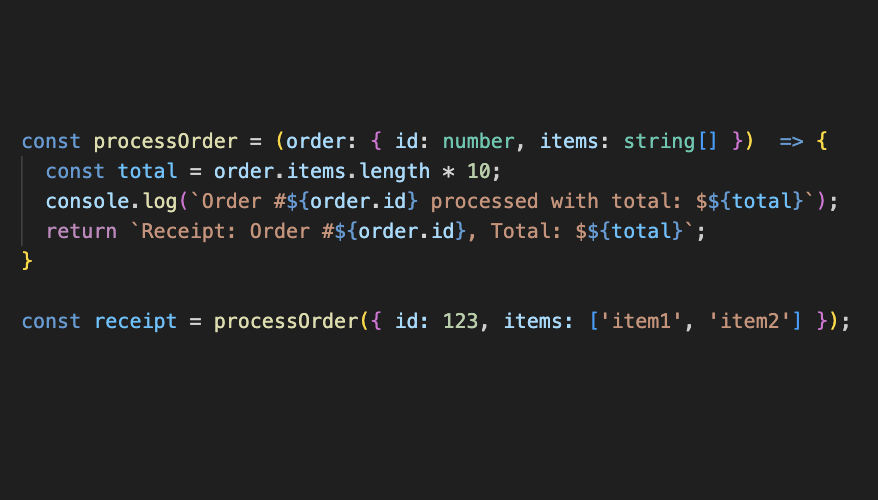 const processOrder = (order: { id: number, items: string[] })  => {
  const total = order.items.length * 10;
  console.log(`Order #${order.id} processed with total: $${total}`);
  return `Receipt: Order #${order.id}, Total: $${total}`;
}
const receipt = processOrder({ id: 123, items: ['item1', 'item2'] });